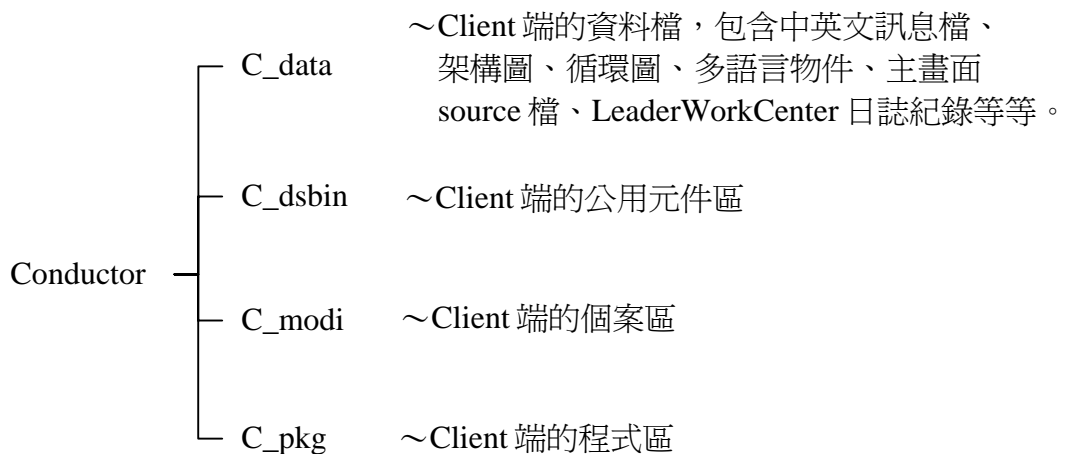 C_data ～Client 端的資料檔，包含中英文訊息檔、
架構圖、循環圖、多語言物件、主畫面
source 檔、LeaderWorkCenter 日誌紀錄等等。
C_dsbin ～Client 端的公用元件區
Conductor
C_modi ～Client 端的個案區
C_pkg ～Client 端的程式區